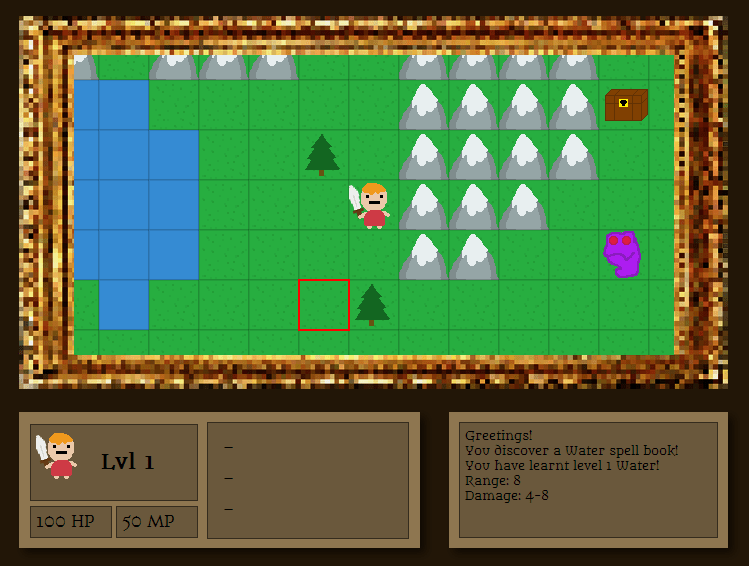 Lvl 1
100 HP
50 MP
–
–
–
Greetings!
You discover a Water spell book!
You have learnt level 1 Water!
Range: 8
Damage: 4-8